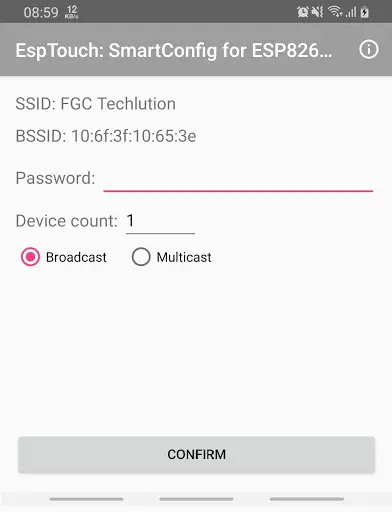 08:59 12 KB/s
EspTouch: SmartConfig for ESP826...
SSID: FGC Techlution
BSSID: 10:6f:3f:10:65:3e
Password:
Device count: 1
Broadcast Multicast
CONFIRM